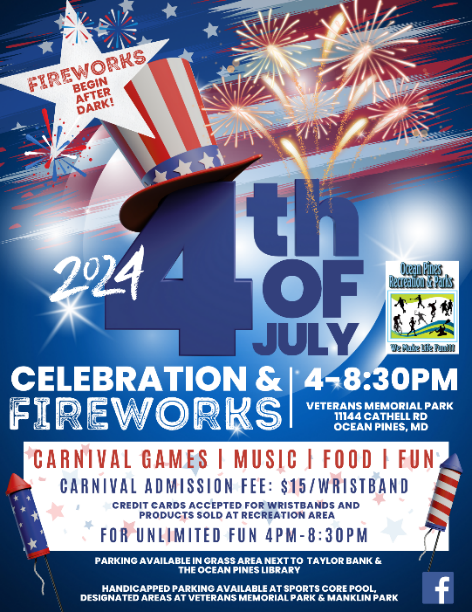 FIREWORKS
BEGIN
AFTER
DARK!
2024
4th
OF
JULY
Ocean Pines
Recreation & Parks
We Make Life Fun!!!
CELEBRATION &
FIREWORKS
4-8:30PM
VETERANS MEMORIAL PARK
11144 CATHELL RD
OCEAN PINES, MD
CARNIVAL GAMES | MUSIC | FOOD | FUN
CARNIVAL ADMISSION FEE: $15/WRISTBAND
CREDIT CARDS ACCEPTED FOR WRISTBANDS AND
PRODUCTS SOLD AT RECREATION AREA
FOR UNLIMITED FUN 4PM-8:30PM
PARKING AVAILABLE IN GRASS AREA NEXT TO TAYLOR BANK &
THE OCEAN PINES LIBRARY
HANDICAPPED PARKING AVAILABLE AT SPORTS CORE POOL,
DESIGNATED AREAS AT VETERANS MEMORIAL PARK & MANKLIN PARK
f